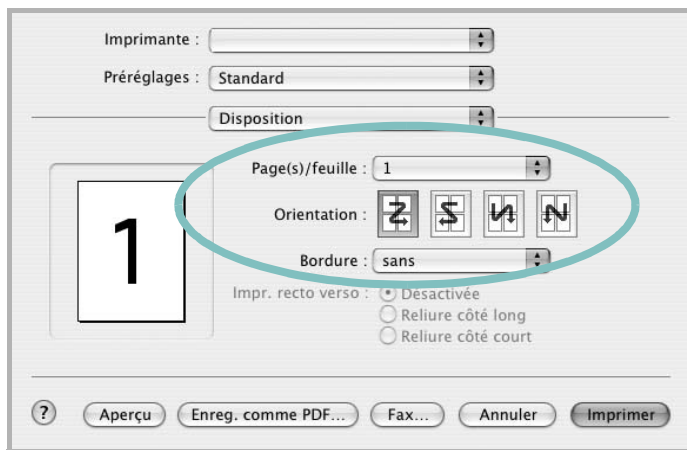 Imprimante :
Préréglages : Standard
Disposition
Page(s)/feuille : 1
1
Orientation :
Bordure : sans
Impr. recto verso : Désactivée
Reliure côté long
Reliure côté court
? Aperçu Enreg. comme PDF... Fax... Annuler Imprimer